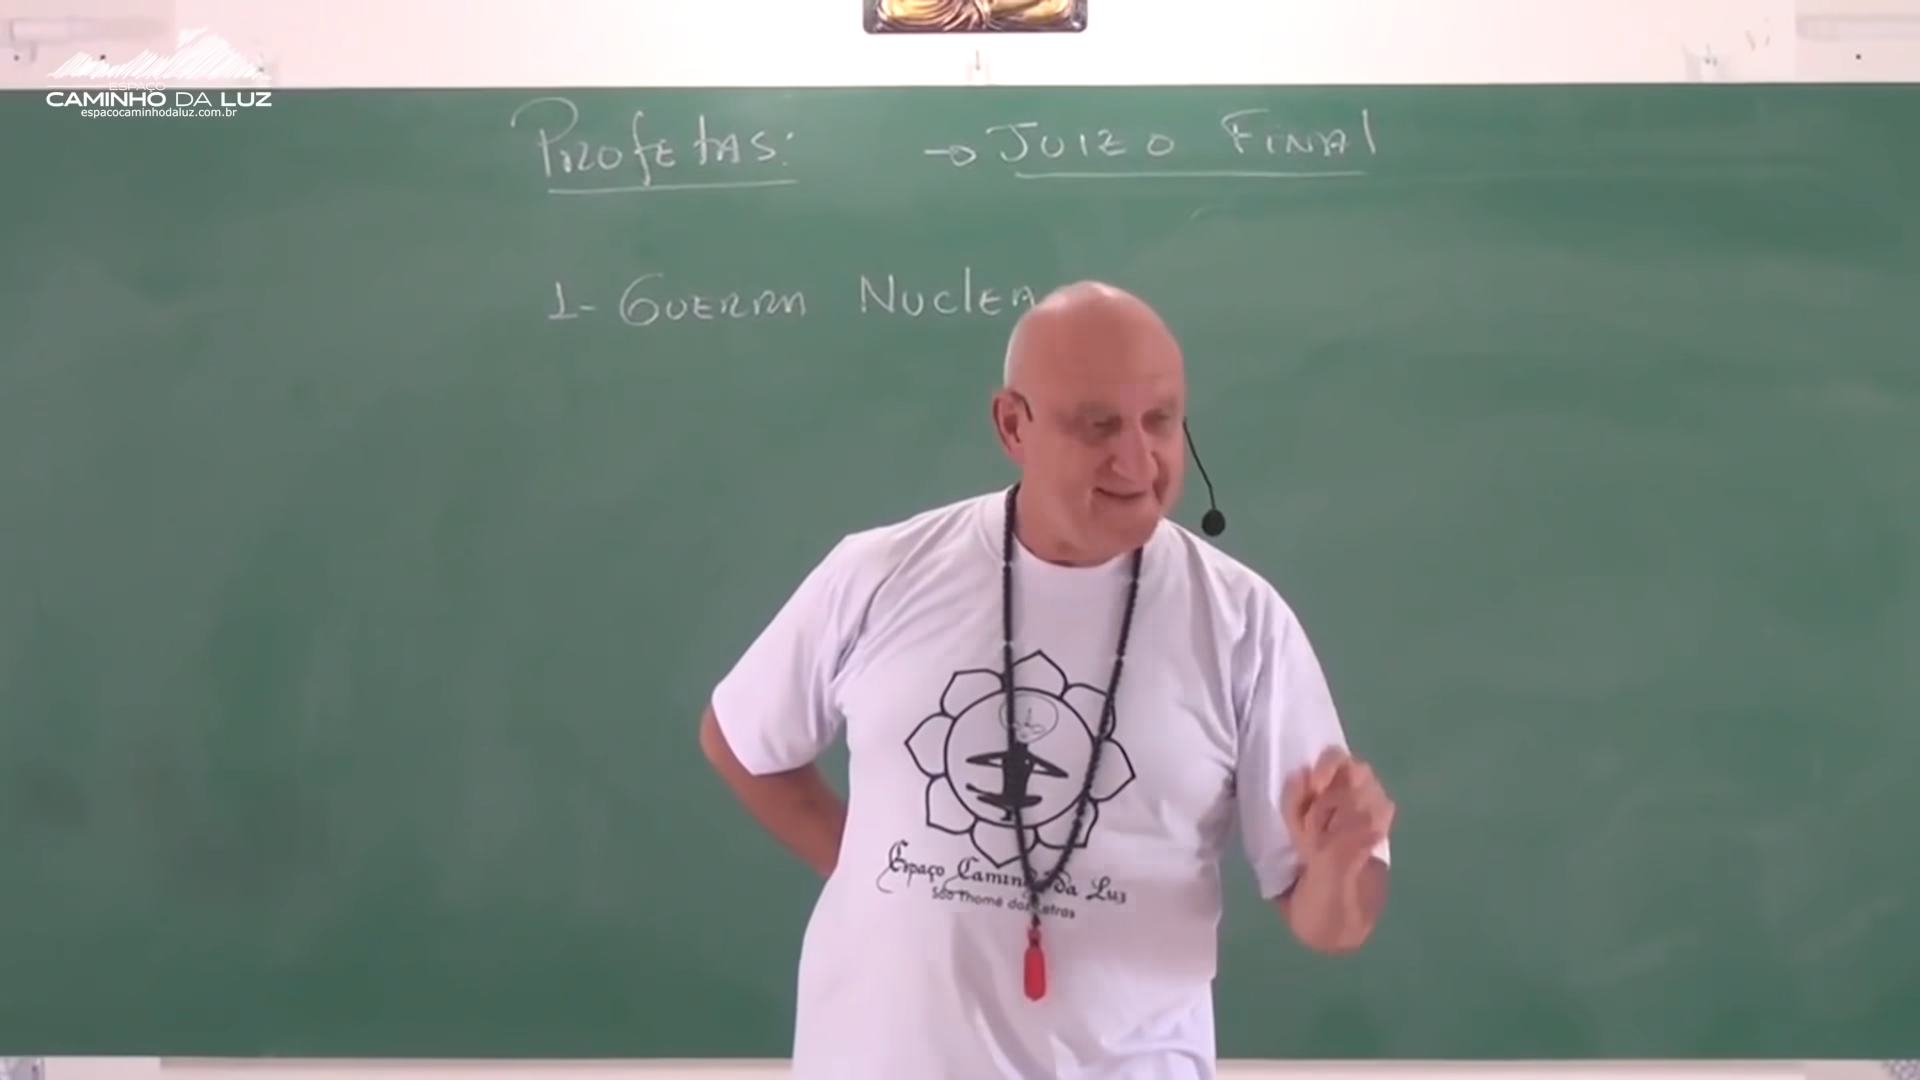 ESPAÇO
CAMINHO DA LUZ
espacocaminhodaluz.com.br
Profetas: → Juizo Final
1- Guerra Nuclea
Espaço Caminho da Luz
São Thomé das Letras